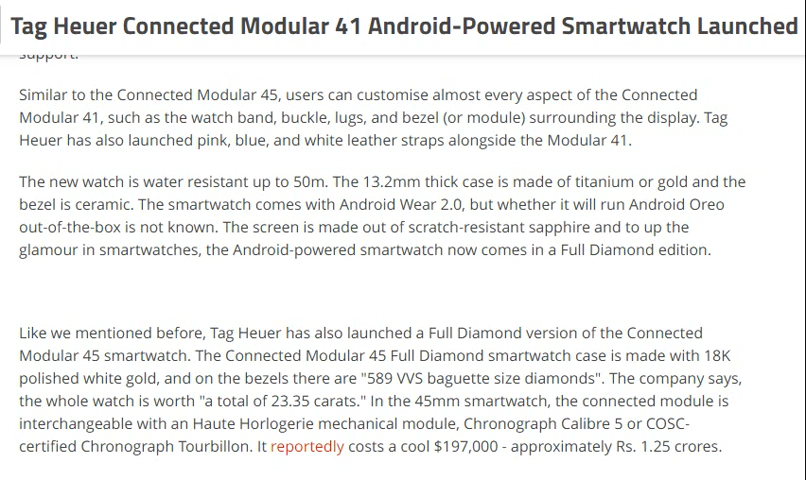 Tag Heuer Connected Modular 41 Android-Powered Smartwatch Launched
support.
Similar to the Connected Modular 45, users can customise almost every aspect of the Connected
Modular 41, such as the watch band, buckle, lugs, and bezel (or module) surrounding the display. Tag
Heuer has also launched pink, blue, and white leather straps alongside the Modular 41.
The new watch is water resistant up to 50m. The 13.2mm thick case is made of titanium or gold and the
bezel is ceramic. The smartwatch comes with Android Wear 2.0, but whether it will run Android Oreo
out-of-the-box is not known. The screen is made out of scratch-resistant sapphire and to up the
glamour in smartwatches, the Android-powered smartwatch now comes in a Full Diamond edition.
Like we mentioned before, Tag Heuer has also launched a Full Diamond version of the Connected
Modular 45 smartwatch. The Connected Modular 45 Full Diamond smartwatch case is made with 18K
polished white gold, and on the bezels there are "589 VVS baguette size diamonds". The company says,
the whole watch is worth "a total of 23.35 carats." In the 45mm smartwatch, the connected module is
interchangeable with an Haute Horlogerie mechanical module, Chronograph Calibre 5 or COSC-
certified Chronograph Tourbillon. It reportedly costs a cool $197,000 - approximately Rs. 1.25 crores.